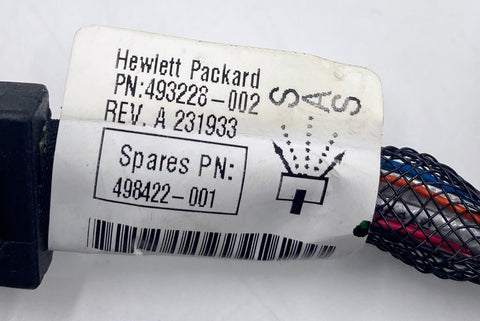 Hewlett Packard
PN:493228-002
REV. A 231933
SAS
Spares PN:
498422-001